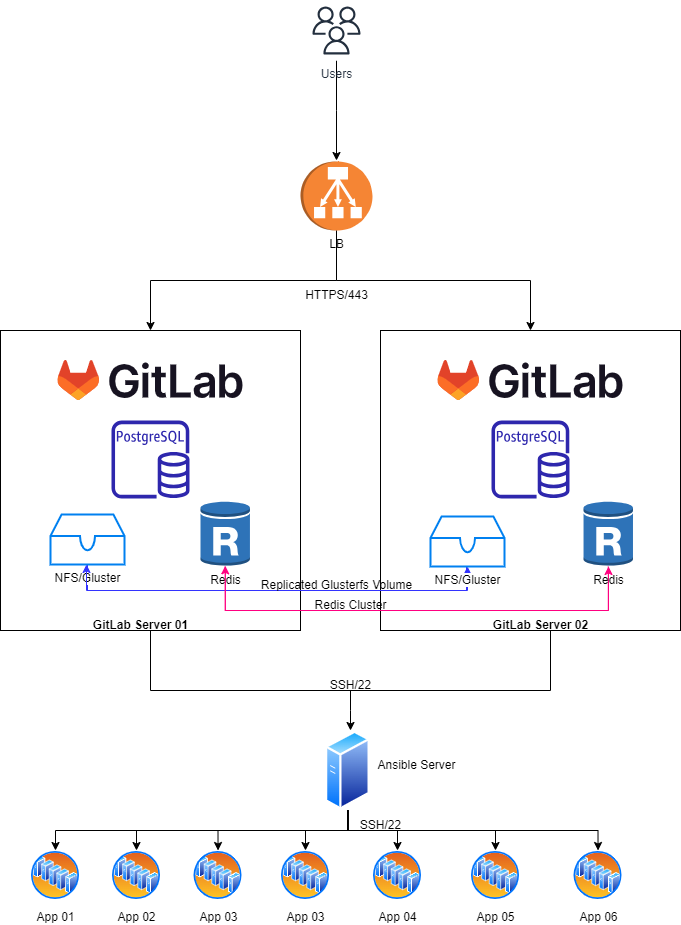 Users
LB
HTTPS/443
GitLab
GitLab
PostgreSQL
PostgreSQL
R
R
NFS/Gluster
Redis
NFS/Gluster
Redis
Replicated Glusterfs Volume
Redis Cluster
GitLab Server 01
GitLab Server 02
SSH/22
Ansible Server
SSH/22
App 01
App 02
App 03
App 03
App 04
App 05
App 06